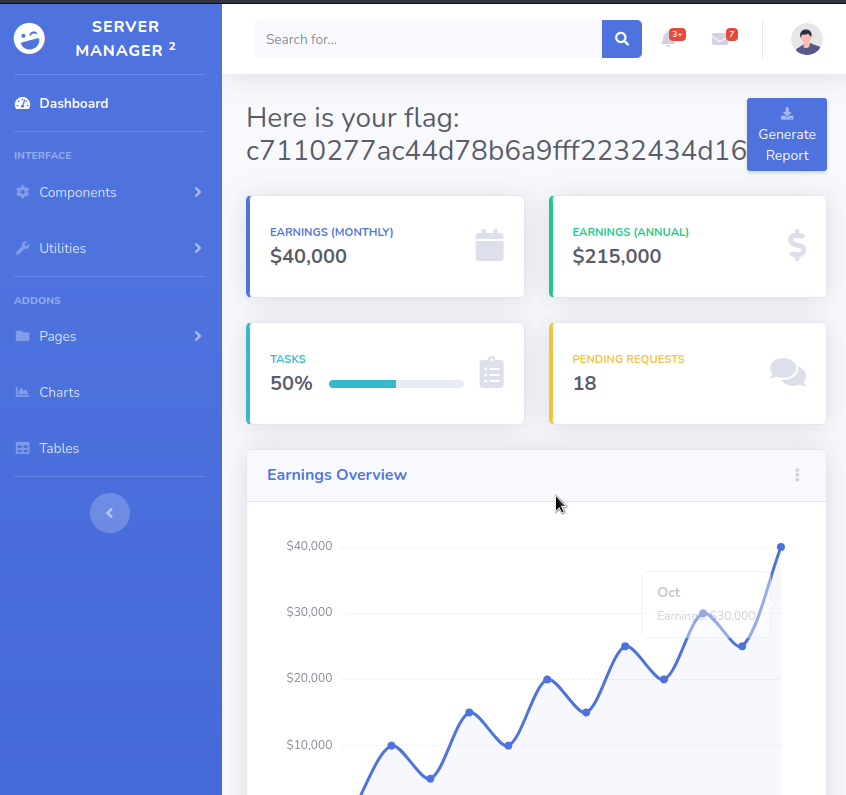 SERVER
MANAGER 2
Search for...
3+
7
Dashboard
INTERFACE
Components
Utilities
ADDONS
Pages
Charts
Tables
Here is your flag:
c7110277ac44d78b6a9fff2232434d16
Generate
Report
EARNINGS (MONTHLY)
$40,000
EARNINGS (ANNUAL)
$215,000
TASKS
50%
PENDING REQUESTS
18
Earnings Overview
$40,000
$30,000
$20,000
$10,000
Oct
Earnings: $30,000